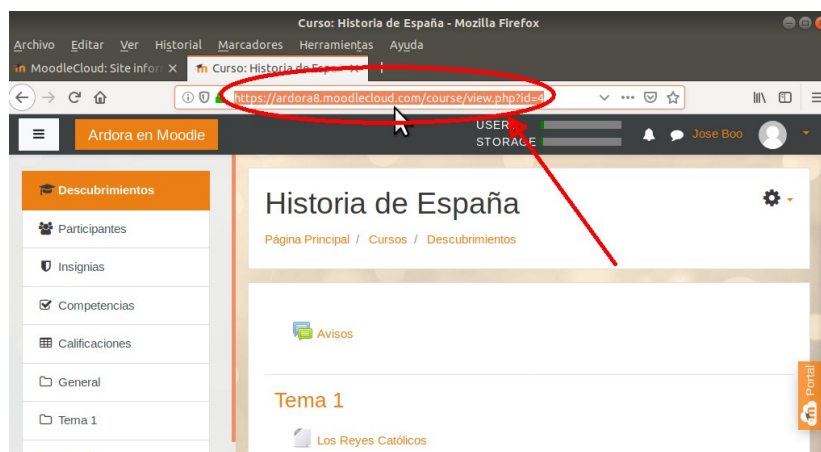 Curso: Historia de España - Mozilla Firefox
Archivo Editar Ver Historial Marcadores Herramientas Ayuda
MoodleCloud: Site infor Curso: Historia de Espa
https://ardora8.moodlecloud.com/course/view.php?id=4
Ardora en Moodle
USER
STORAGE
Jose Boo
Descubrimientos
Participantes
Insignias
Competencias
Calificaciones
General
Tema 1
Historia de España
Página Principal / Cursos / Descubrimientos
Avisos
Tema 1
Los Reyes Católicos
Portal